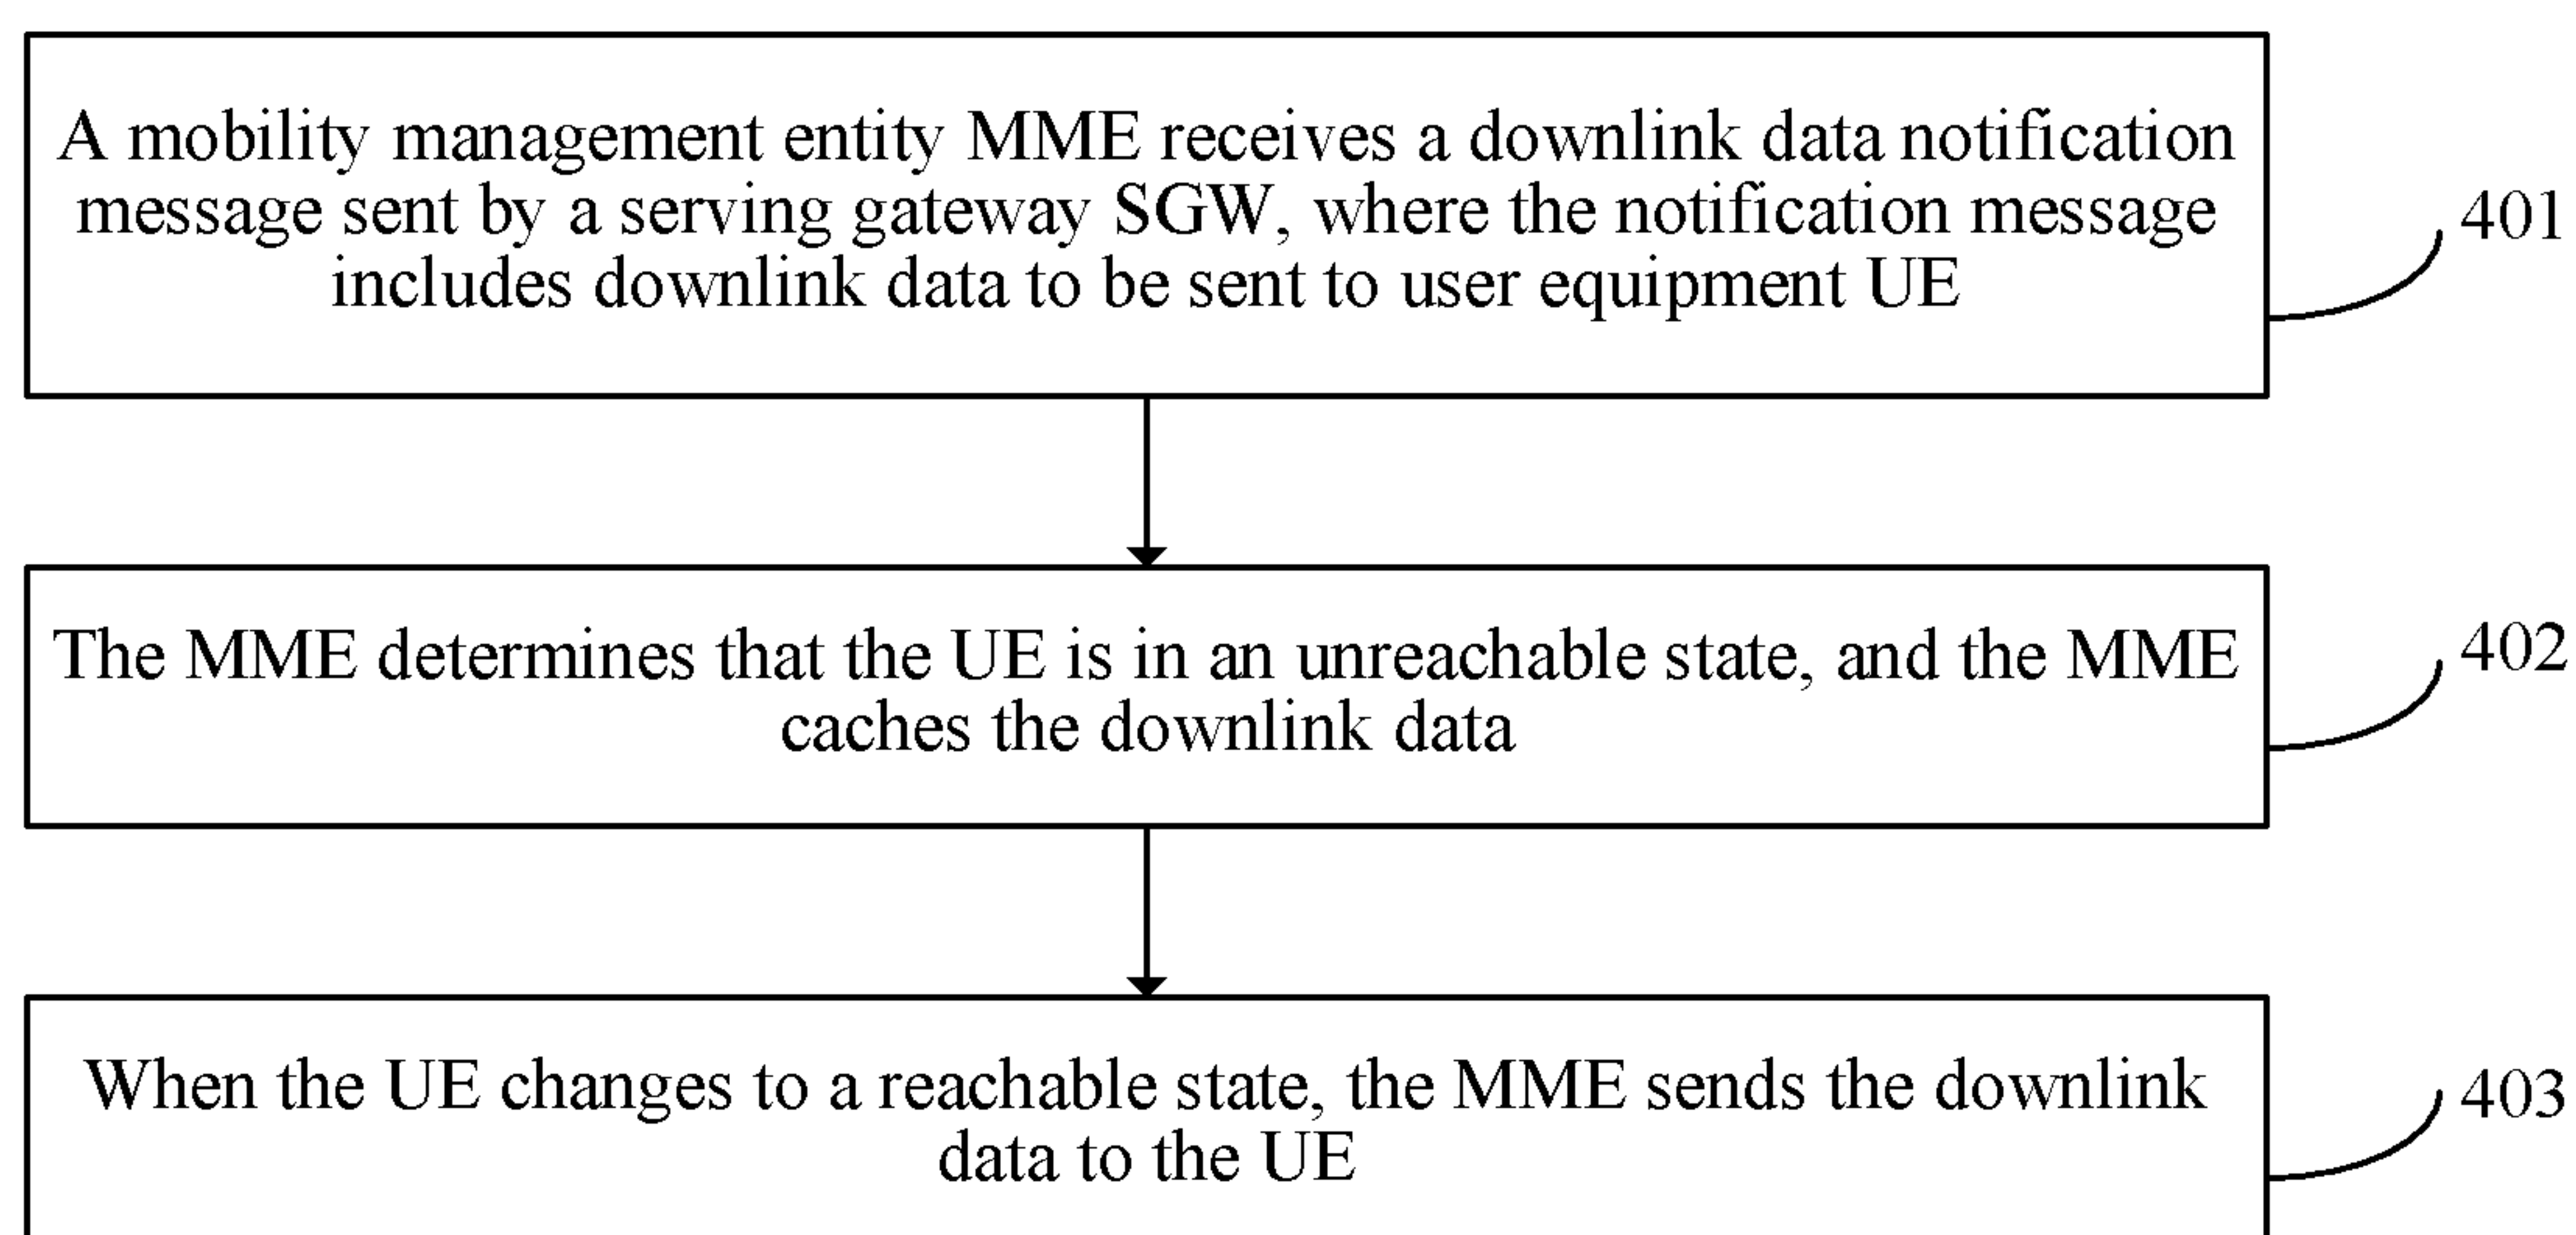 A mobility management entity MME receives a downlink data notification
message sent by a serving gateway SGW, where the notification message
includes downlink data to be sent to user equipment UE
401
The MME determines that the UE is in an unreachable state, and the MME
caches the downlink data
402
When the UE changes to a reachable state, the MME sends the downlink
data to the UE
403